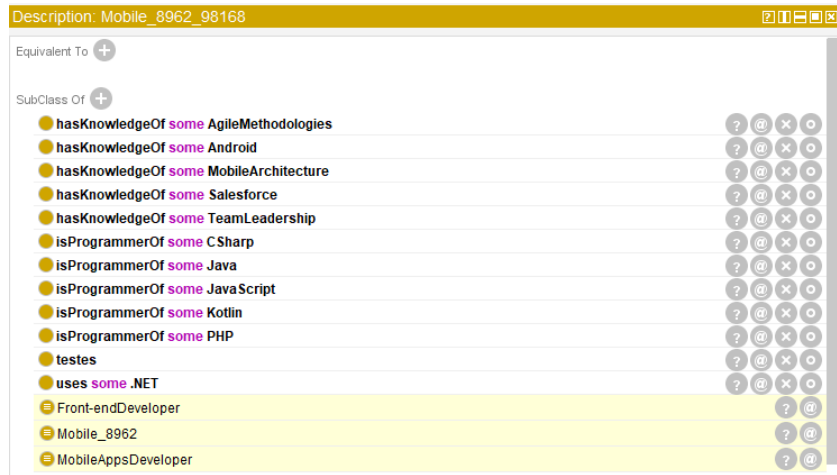 Description: Mobile_8962_98168
Equivalent To
SubClass Of
hasKnowledgeOf some AgileMethodologies
hasKnowledgeOf some Android
hasKnowledgeOf some MobileArchitecture
hasKnowledgeOf some Salesforce
hasKnowledgeOf some TeamLeadership
isProgrammerOf some CSharp
isProgrammerOf some Java
isProgrammerOf some JavaScript
isProgrammerOf some Kotlin
isProgrammerOf some PHP
testes
uses some .NET
Front-endDeveloper
Mobile_8962
MobileAppsDeveloper